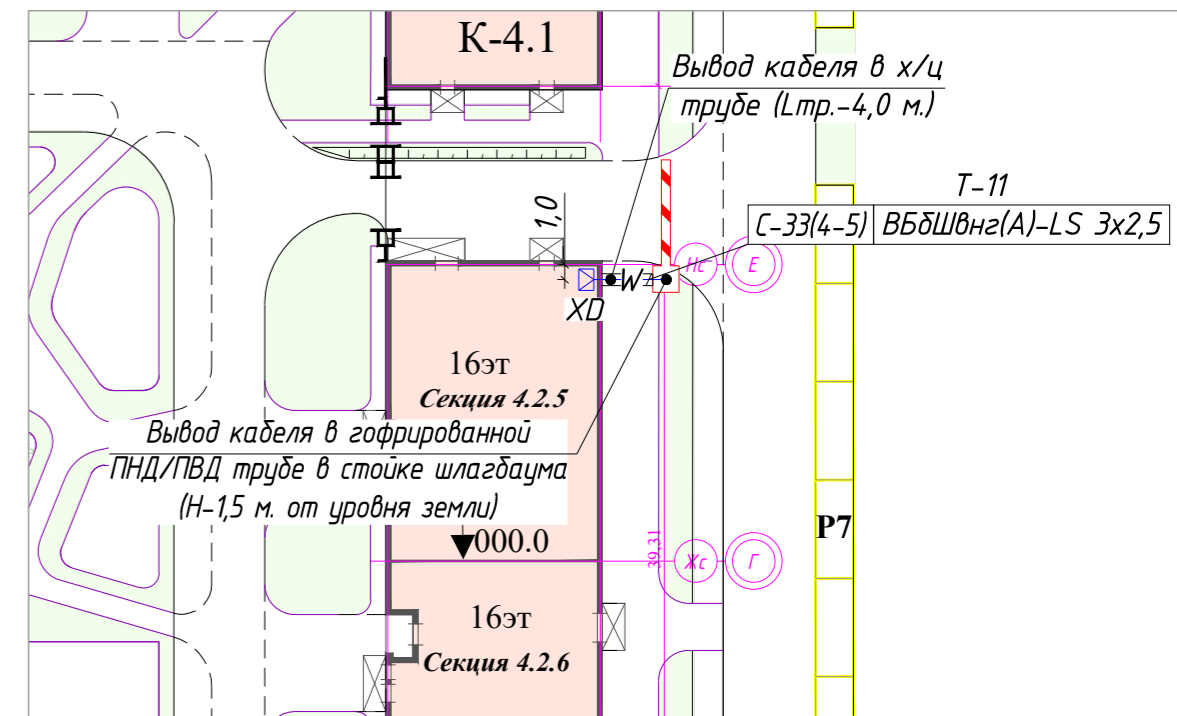 К-4.1
Вывод кабеля в х/ц
трубе (Lтр.-4,0 м.)
Т-11
С-33(4-5) ВБбШвнг(А)-LS 3х2,5
1,0
Нс
Е
W
XD
16эт
Секция 4.2.5
Вывод кабеля в гофрированной
ПНД/ПВД трубе в стойке шлагбаума
(Н-1,5 м. от уровня земли)
000.0
39,31
Жс
Г
Р7
16эт
Секция 4.2.6